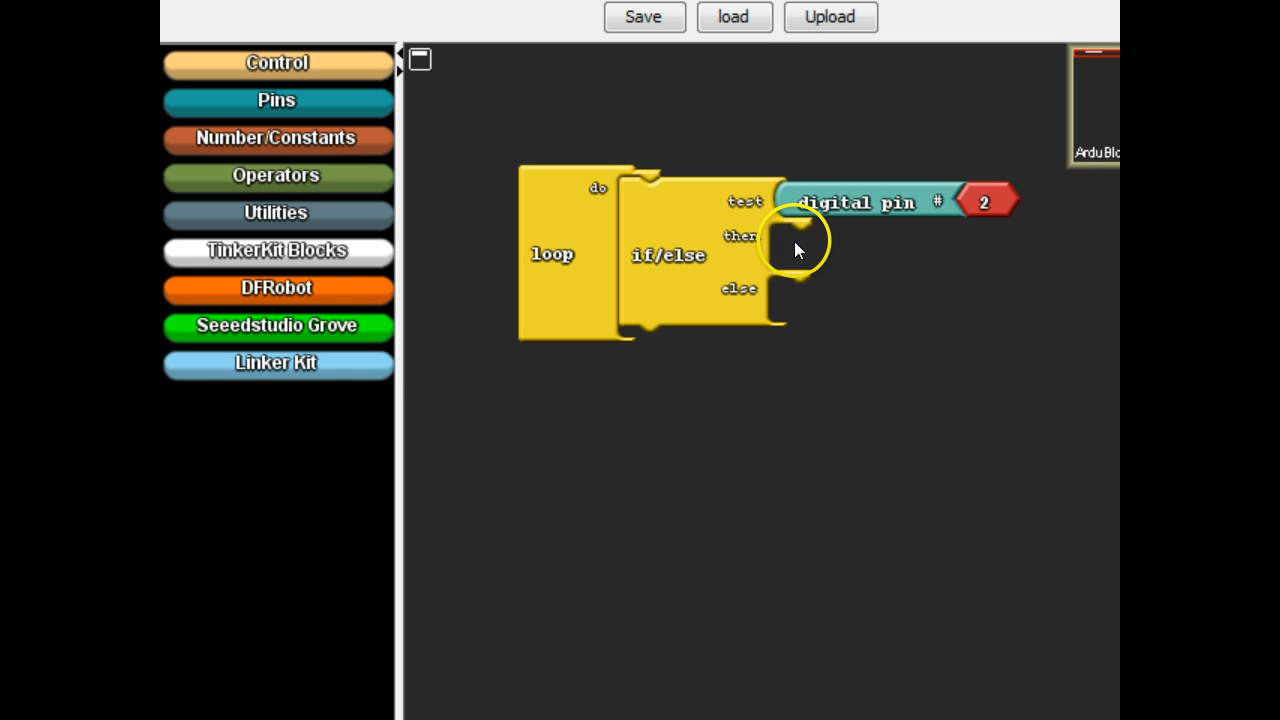 Save load Upload
Control
Pins
Number/Constants
Operators
Utilities
TinkerKit Blocks
DFRobot
Seeedstudio Grove
Linker Kit
do
test digital pin # 2
then
loop if/else
else
ArduBlo